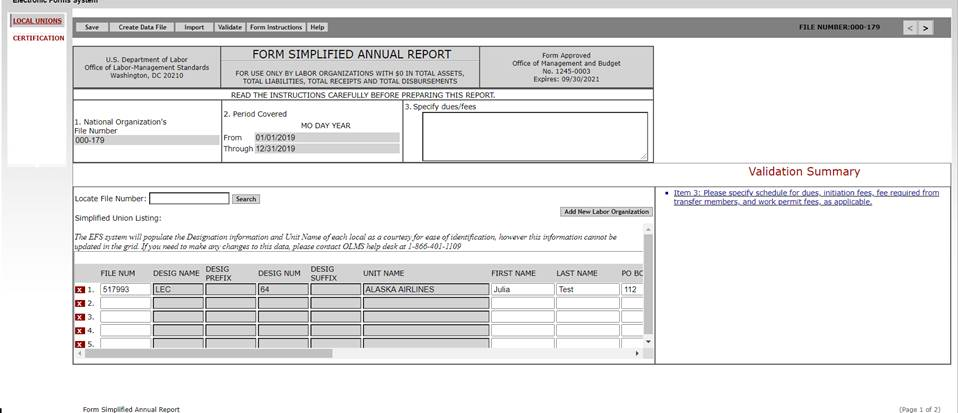 Electronic Forms System
LOCAL UNIONS
CERTIFICATION
Save Create Data File Import Validate Form Instructions Help
FILE NUMBER:000-179
< >
U.S. Department of Labor
Office of Labor-Management Standards
Washington, DC 20210
FORM SIMPLIFIED ANNUAL REPORT
FOR USE ONLY BY LABOR ORGANIZATIONS WITH $0 IN TOTAL ASSETS,
TOTAL LIABILITIES, TOTAL RECEIPTS AND TOTAL DISBURSEMENTS
Form Approved
Office of Management and Budget
No. 1245-0003
Expires: 09/30/2021
READ THE INSTRUCTIONS CAREFULLY BEFORE PREPARING THIS REPORT.
1. National Organization's
File Number
000-179
2. Period Covered
MO DAY YEAR
From 01/01/2019
Through 12/31/2019
3. Specify dues/fees
Validation Summary
Item 3: Please specify schedule for dues, initiation fees, fee required from
transfer members, and work permit fees, as applicable.
Locate File Number: Search
Simplified Union Listing:
Add New Labor Organization
The EFS system will populate the Designation information and Unit Name of each local as a courtesy for ease of identification, however this information cannot be
updated in the grid. If you need to make any changes to this data, please contact OLMS help desk at 1-866-401-1109
FILE NUM DESIG NAME DESIG PREFIX DESIG NUM DESIG SUFFIX UNIT NAME FIRST NAME LAST NAME PO BC
X 1. 517993 LEC 64 ALASKA AIRLINES Julia Test 112
X 2.
X 3.
X 4.
X 5.
Form Simplified Annual Report
(Page 1 of 2)